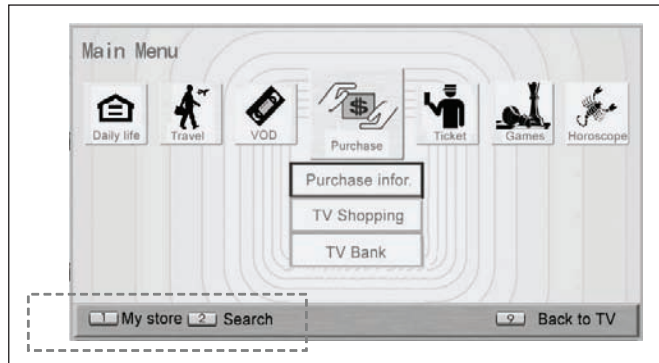 Main Menu
Daily life Travel VOD Purchase Ticket Games Horoscope
$
Purchase infor.
TV Shopping
TV Bank
1 My store 2 Search 9 Back to TV